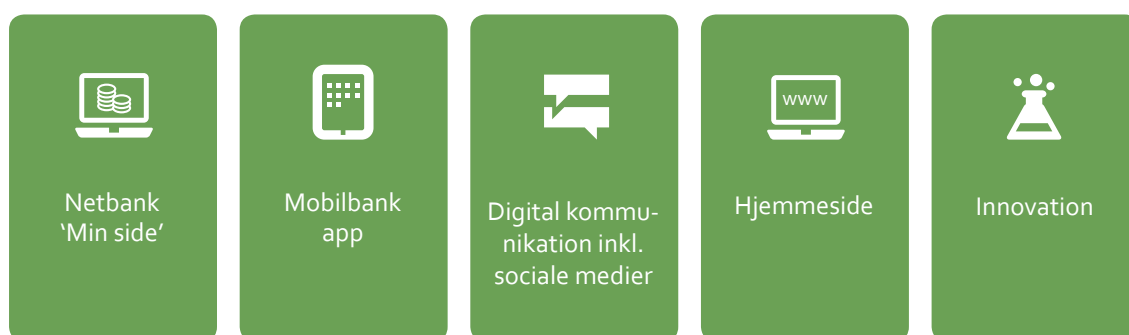 Netbank
‘Min side’
Mobilbank
app
Digital kommu-
nikation inkl.
sociale medier
www
Hjemmeside
Innovation